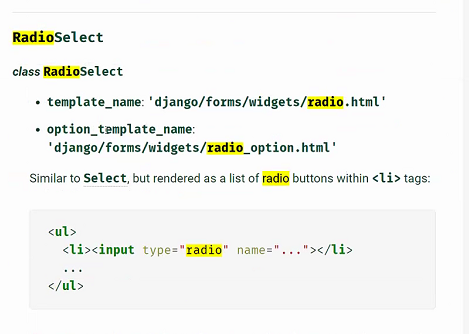 RadioSelect
class RadioSelect
• template_name: 'django/forms/widgets/radio.html'
• option_template_name:
'django/forms/widgets/radio_option.html'
Similar to Select, but rendered as a list of radio buttons within <li> tags:
<ul>
  <li><input type="radio" name="..."></li>
  ...
</ul>